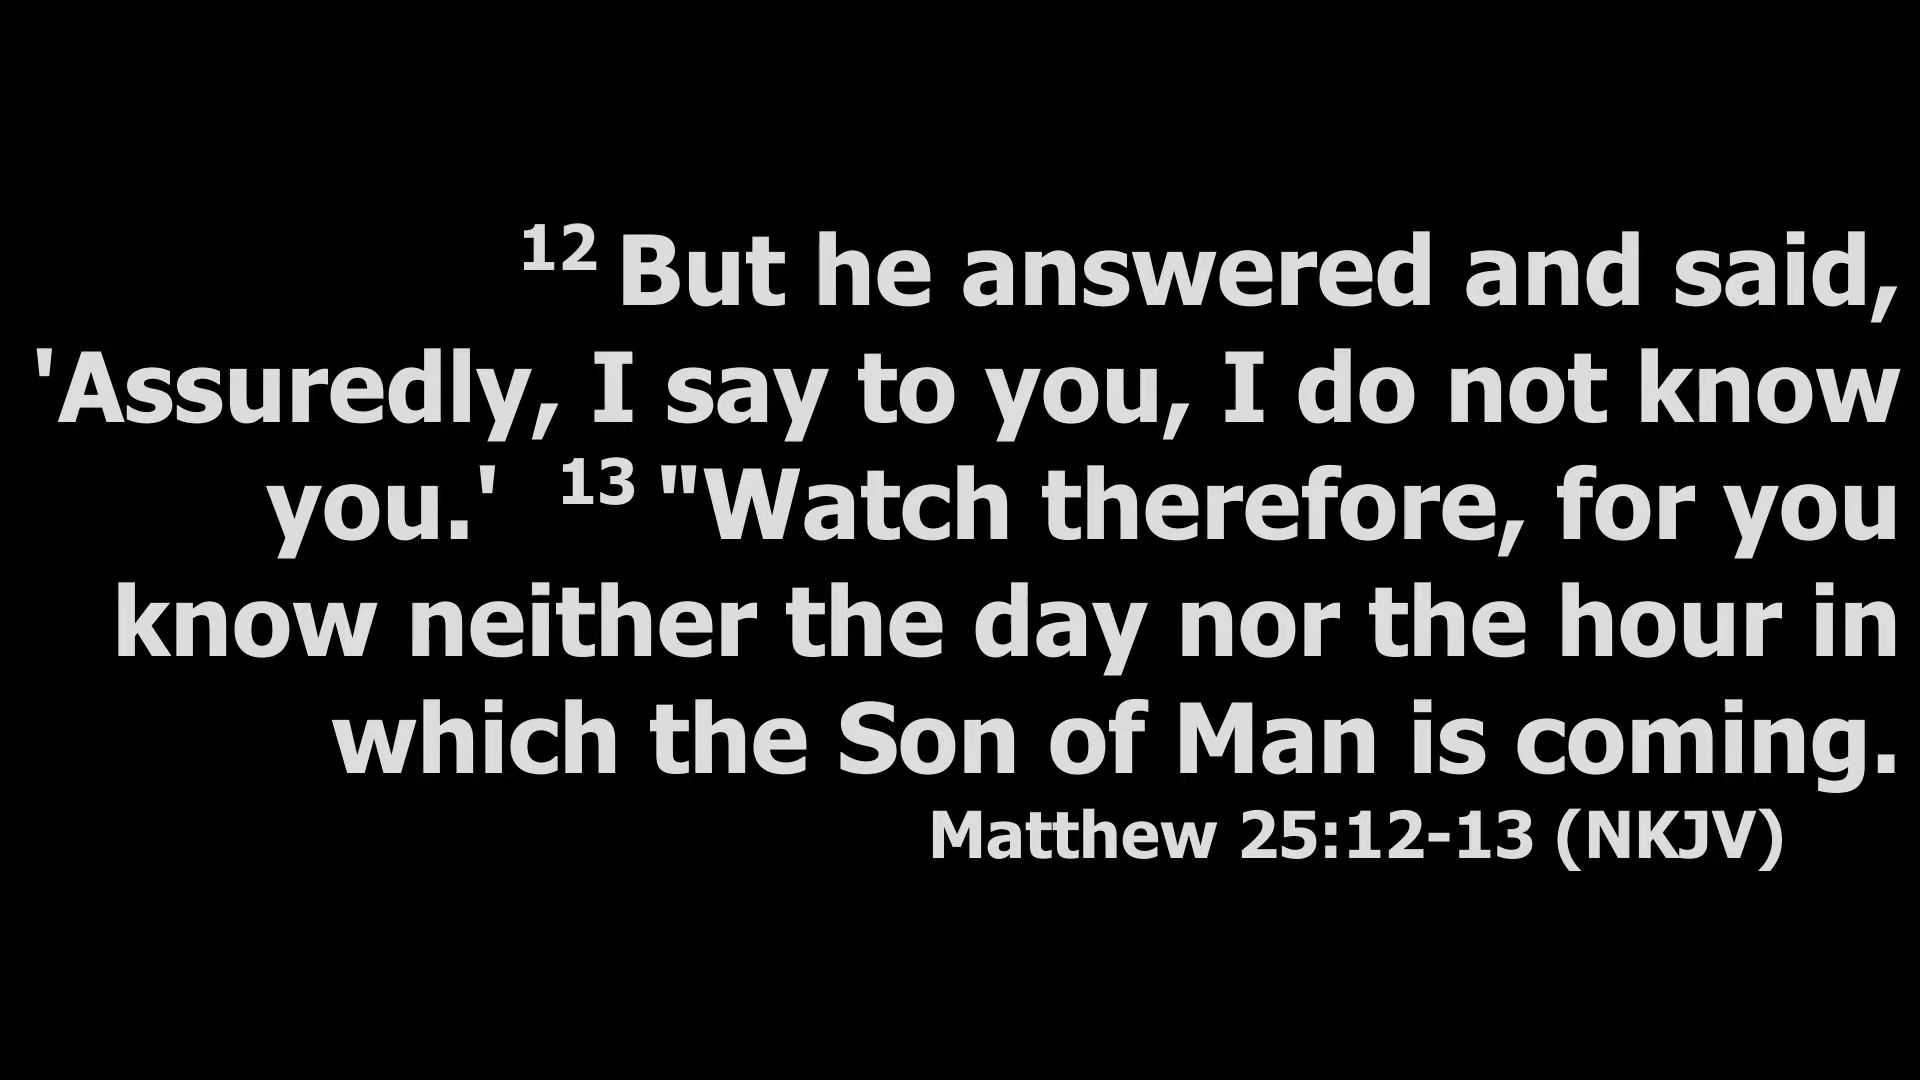 12 But he answered and said,
'Assuredly, I say to you, I do not know
you.' 13 "Watch therefore, for you
know neither the day nor the hour in
which the Son of Man is coming.
Matthew 25:12-13 (NKJV)